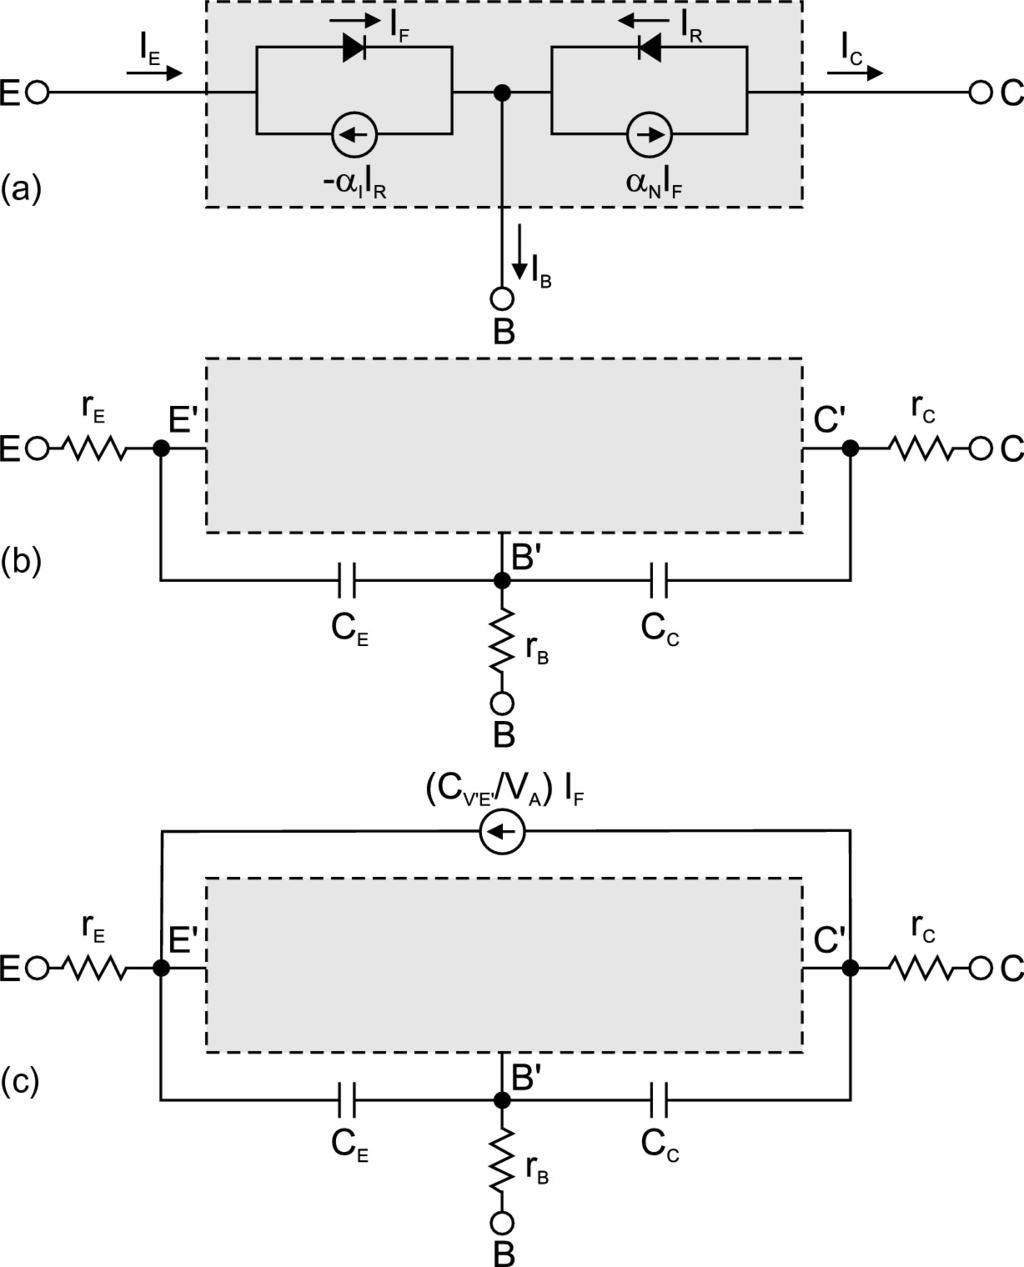 I_E I_F I_R I_C
E C
(a) -α_I I_R α_N I_F
I_B
B
r_E E' C' r_C
E C
(b) B'
C_E C_C
r_B
B
(C_V'E'/V_A) I_F
r_E E' C' r_C
E C
(c) B'
C_E C_C
r_B
B